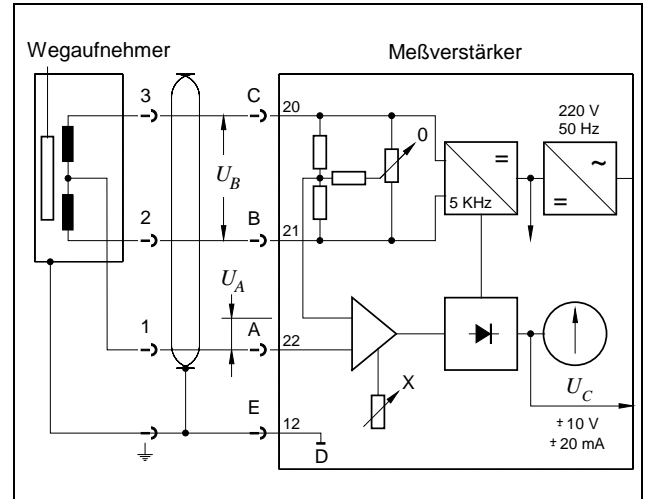 Wegaufnehmer
Meßverstärker
3
C
20
220 V
50 Hz
0
U_B
=
~
=
5 KHz
2
B
21
U_A
1
A
22
X
U_C
E
12
D
± 10 V
± 20 mA